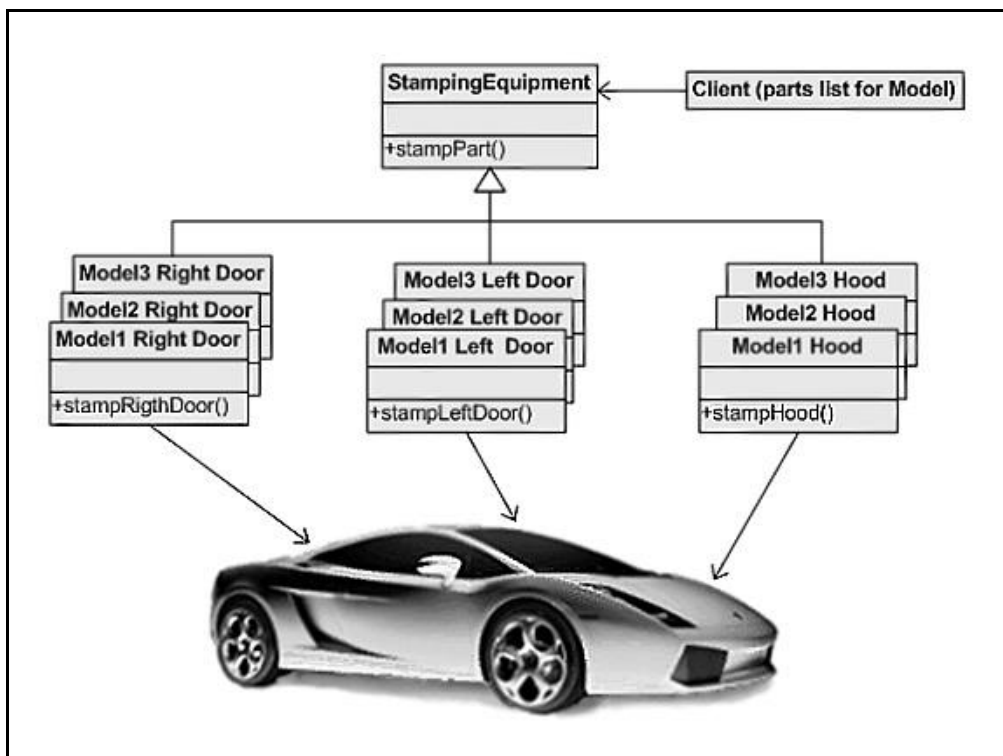 StampingEquipment
Client (parts list for Model)
+stampPart()
Model3 Right Door
Model2 Right Door
Model1 Right Door
+stampRigthDoor()
Model3 Left Door
Model2 Left Door
Model1 Left Door
+stampLeftDoor()
Model3 Hood
Model2 Hood
Model1 Hood
+stampHood()